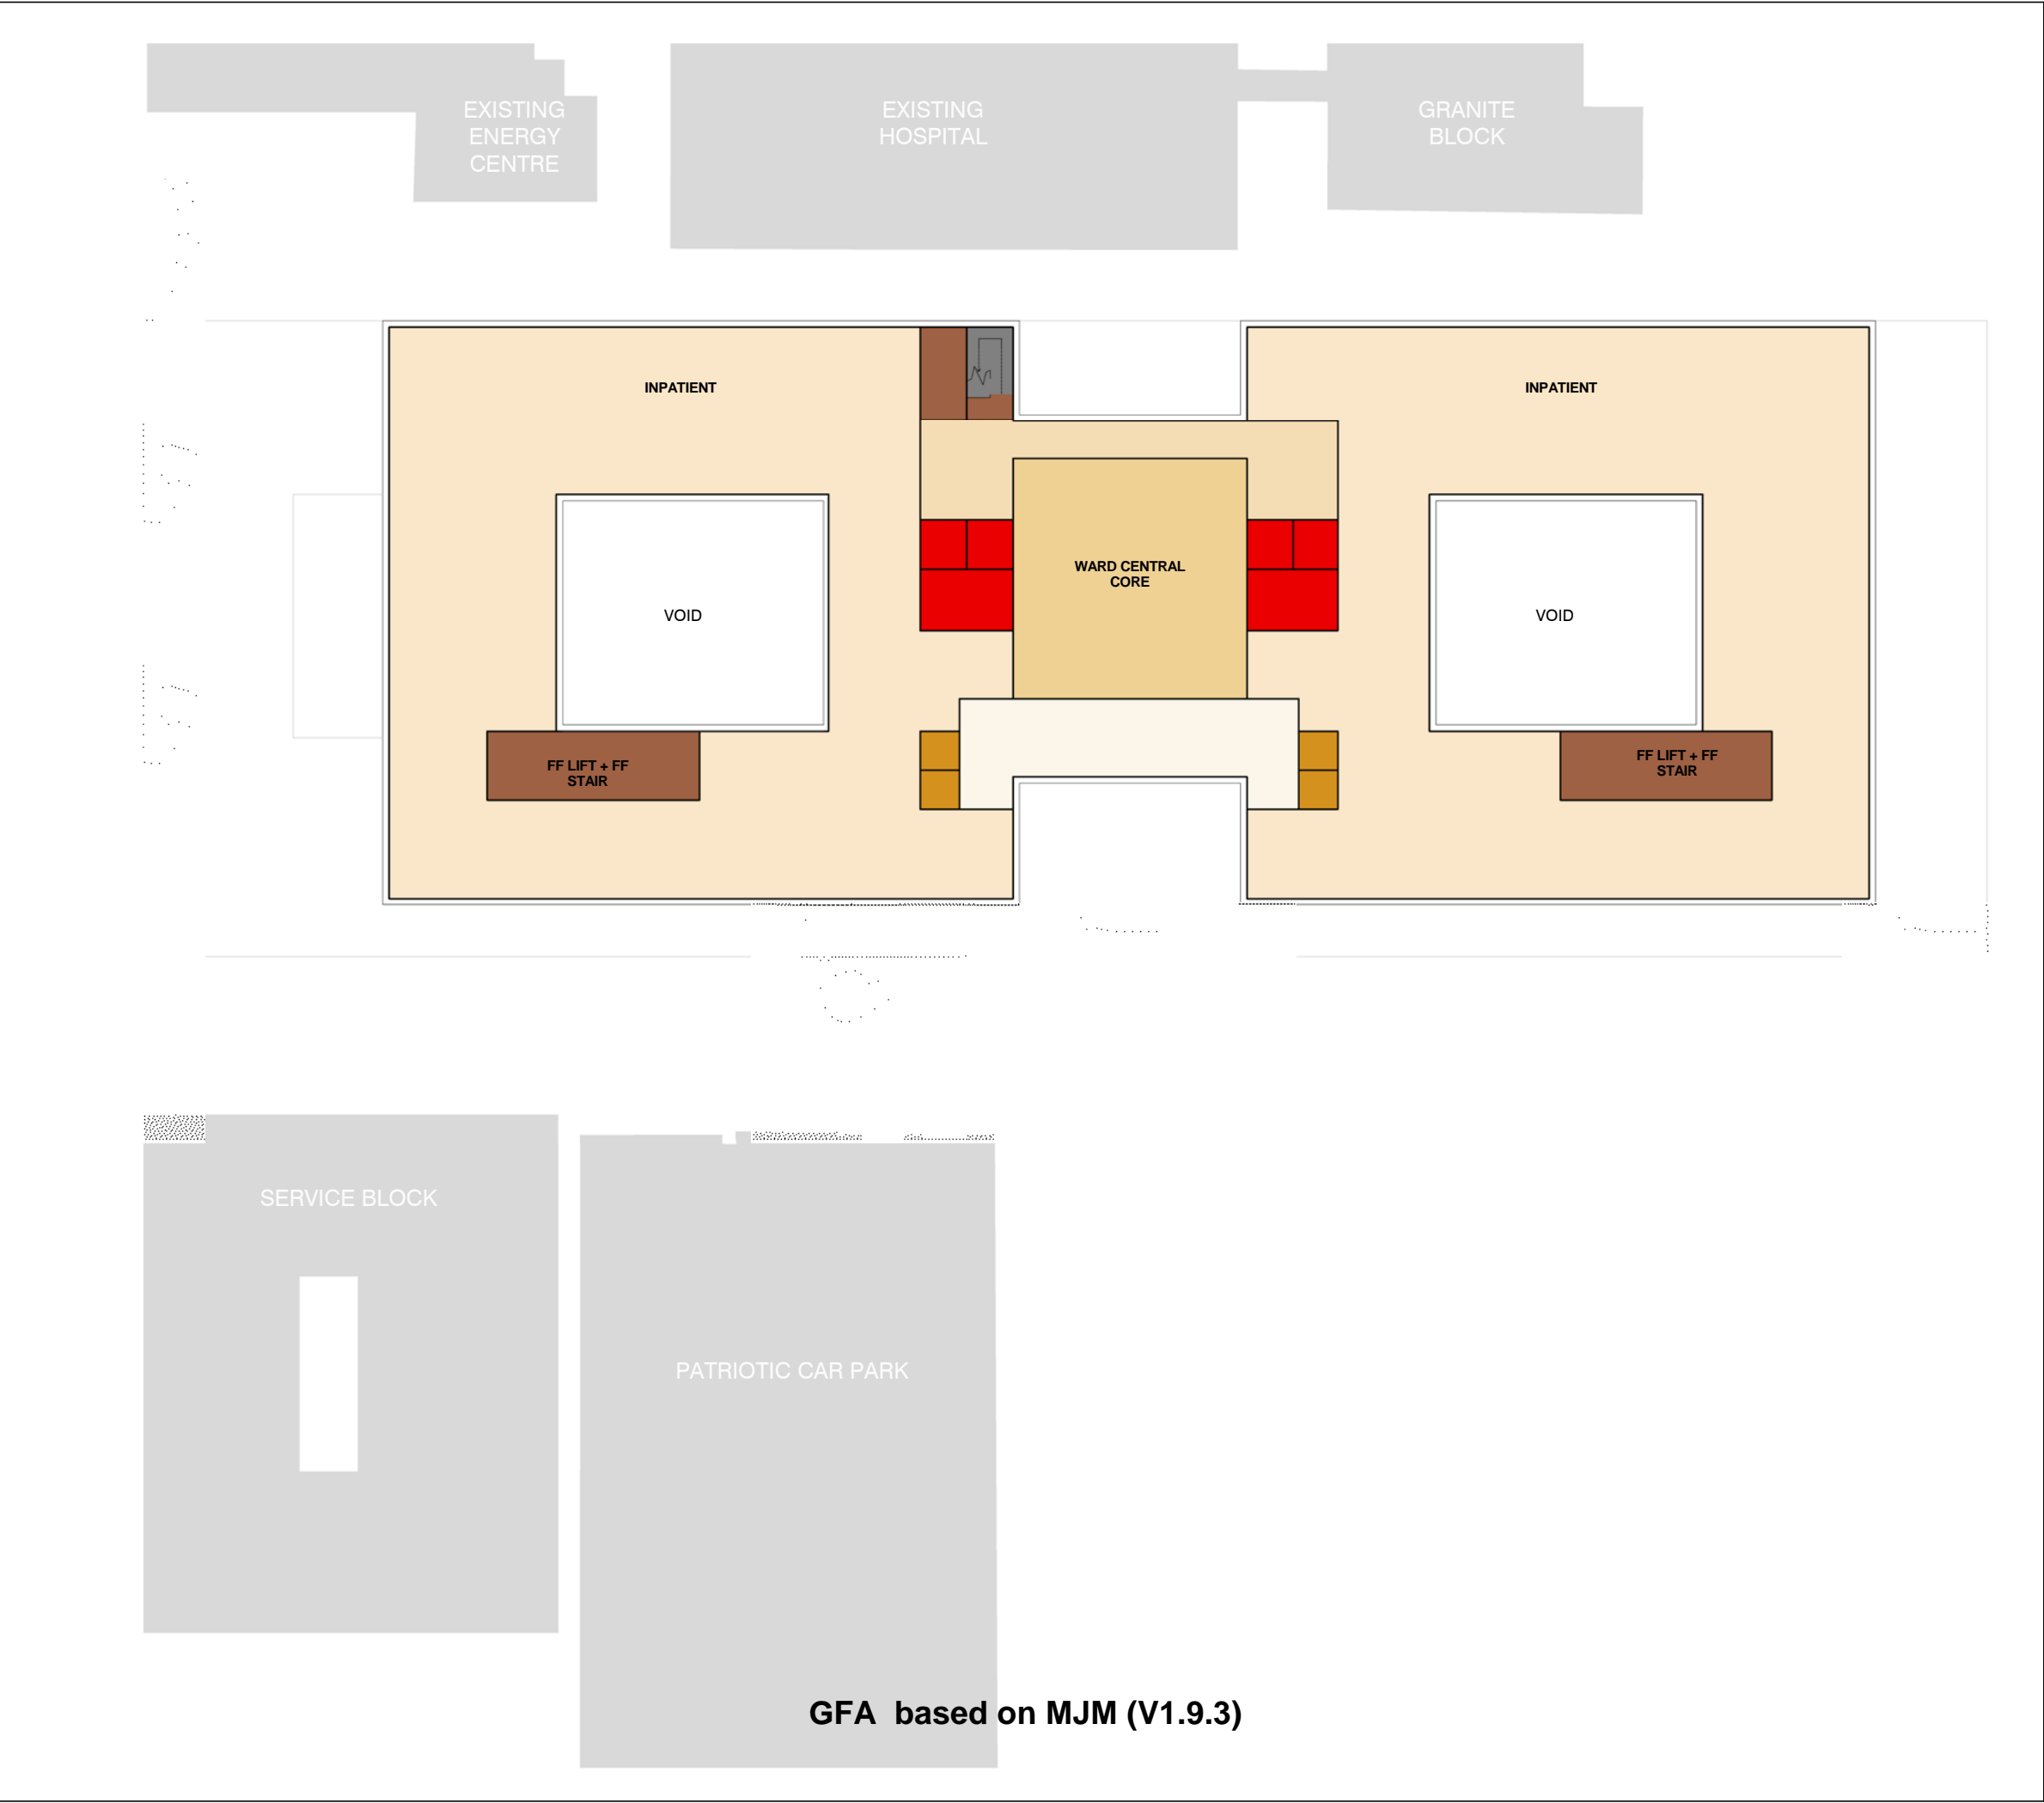 EXISTING
ENERGY
CENTRE
EXISTING
HOSPITAL
GRANITE
BLOCK
INPATIENT
INPATIENT
WARD CENTRAL
CORE
VOID
VOID
FF LIFT + FF
STAIR
FF LIFT + FF
STAIR
SERVICE BLOCK
PATRIOTIC CAR PARK
GFA based on MJM (V1.9.3)